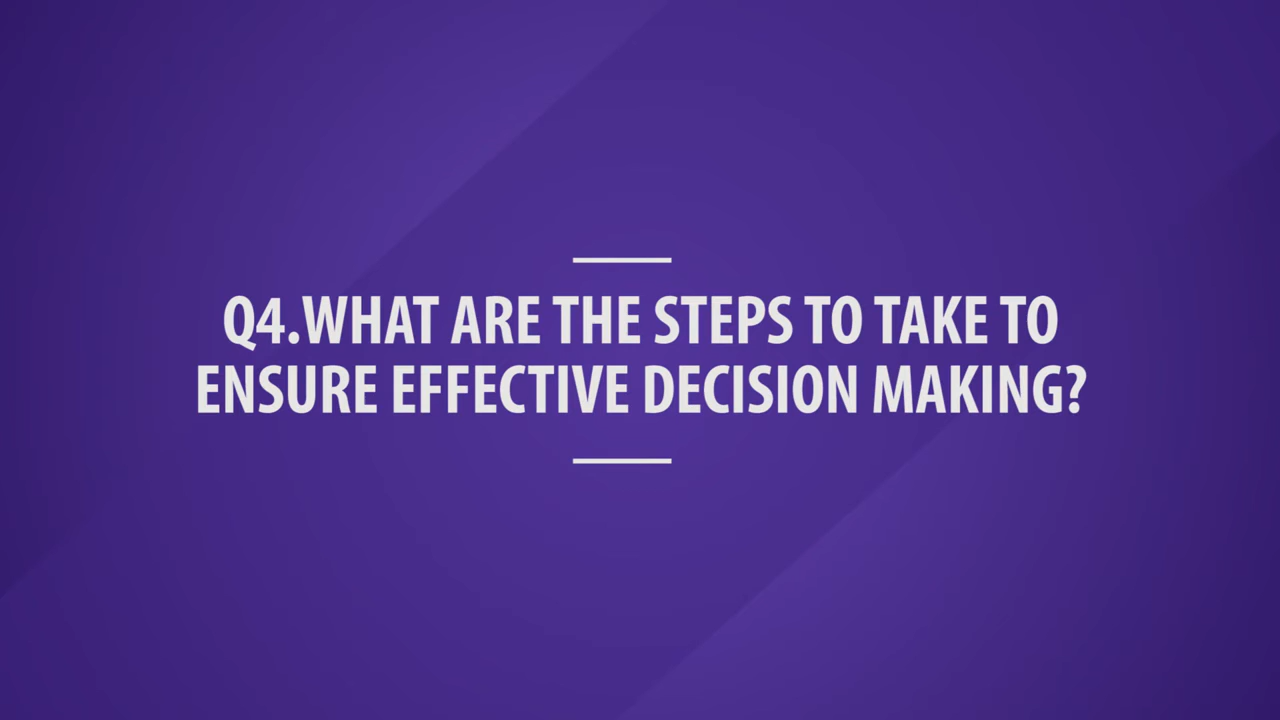 Q4.WHAT ARE THE STEPS TO TAKE TO
ENSURE EFFECTIVE DECISION MAKING?